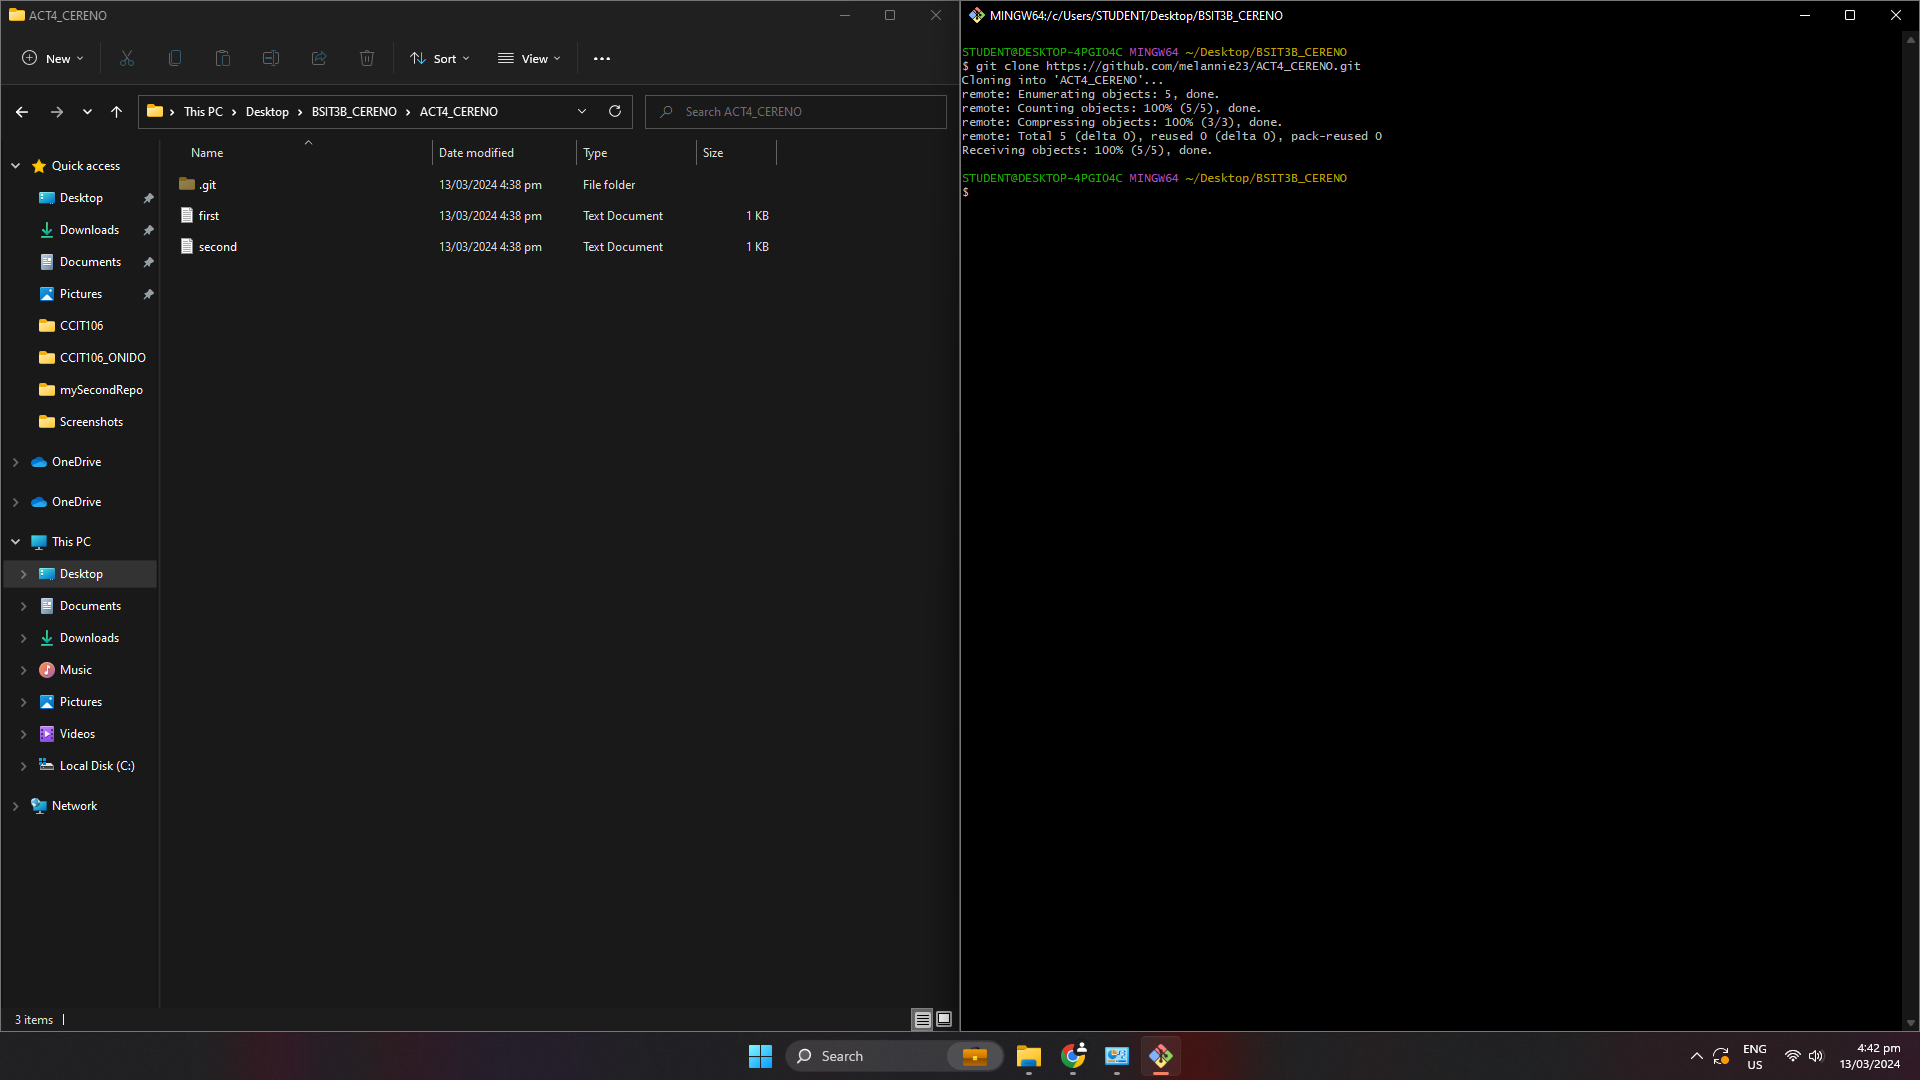 ACT4_CERENO
New
Sort
View
This PC
Desktop
BSIT3B_CERENO
ACT4_CERENO
Search ACT4_CERENO
Name
Date modified
Type
Size
.git
13/03/2024 4:38 pm
File folder
first
13/03/2024 4:38 pm
Text Document
1 KB
second
13/03/2024 4:38 pm
Text Document
1 KB
Quick access
Desktop
Downloads
Documents
Pictures
CCIT106
CCIT106_ONIDO
mySecondRepo
Screenshots
OneDrive
OneDrive
This PC
Desktop
Documents
Downloads
Music
Pictures
Videos
Local Disk (C:)
Network
3 items
MINGW64:/c/Users/STUDENT/Desktop/BSIT3B_CERENO
STUDENT@DESKTOP-4PGIO4C MINGW64 ~/Desktop/BSIT3B_CERENO
$ git clone https://github.com/melannie23/ACT4_CERENO.git
Cloning into 'ACT4_CERENO'...
remote: Enumerating objects: 5, done.
remote: Counting objects: 100% (5/5), done.
remote: Compressing objects: 100% (3/3), done.
remote: Total 5 (delta 0), reused 0 (delta 0), pack-reused 0
Receiving objects: 100% (5/5), done.
STUDENT@DESKTOP-4PGIO4C MINGW64 ~/Desktop/BSIT3B_CERENO
$
Search
ENG
US
4:42 pm
13/03/2024